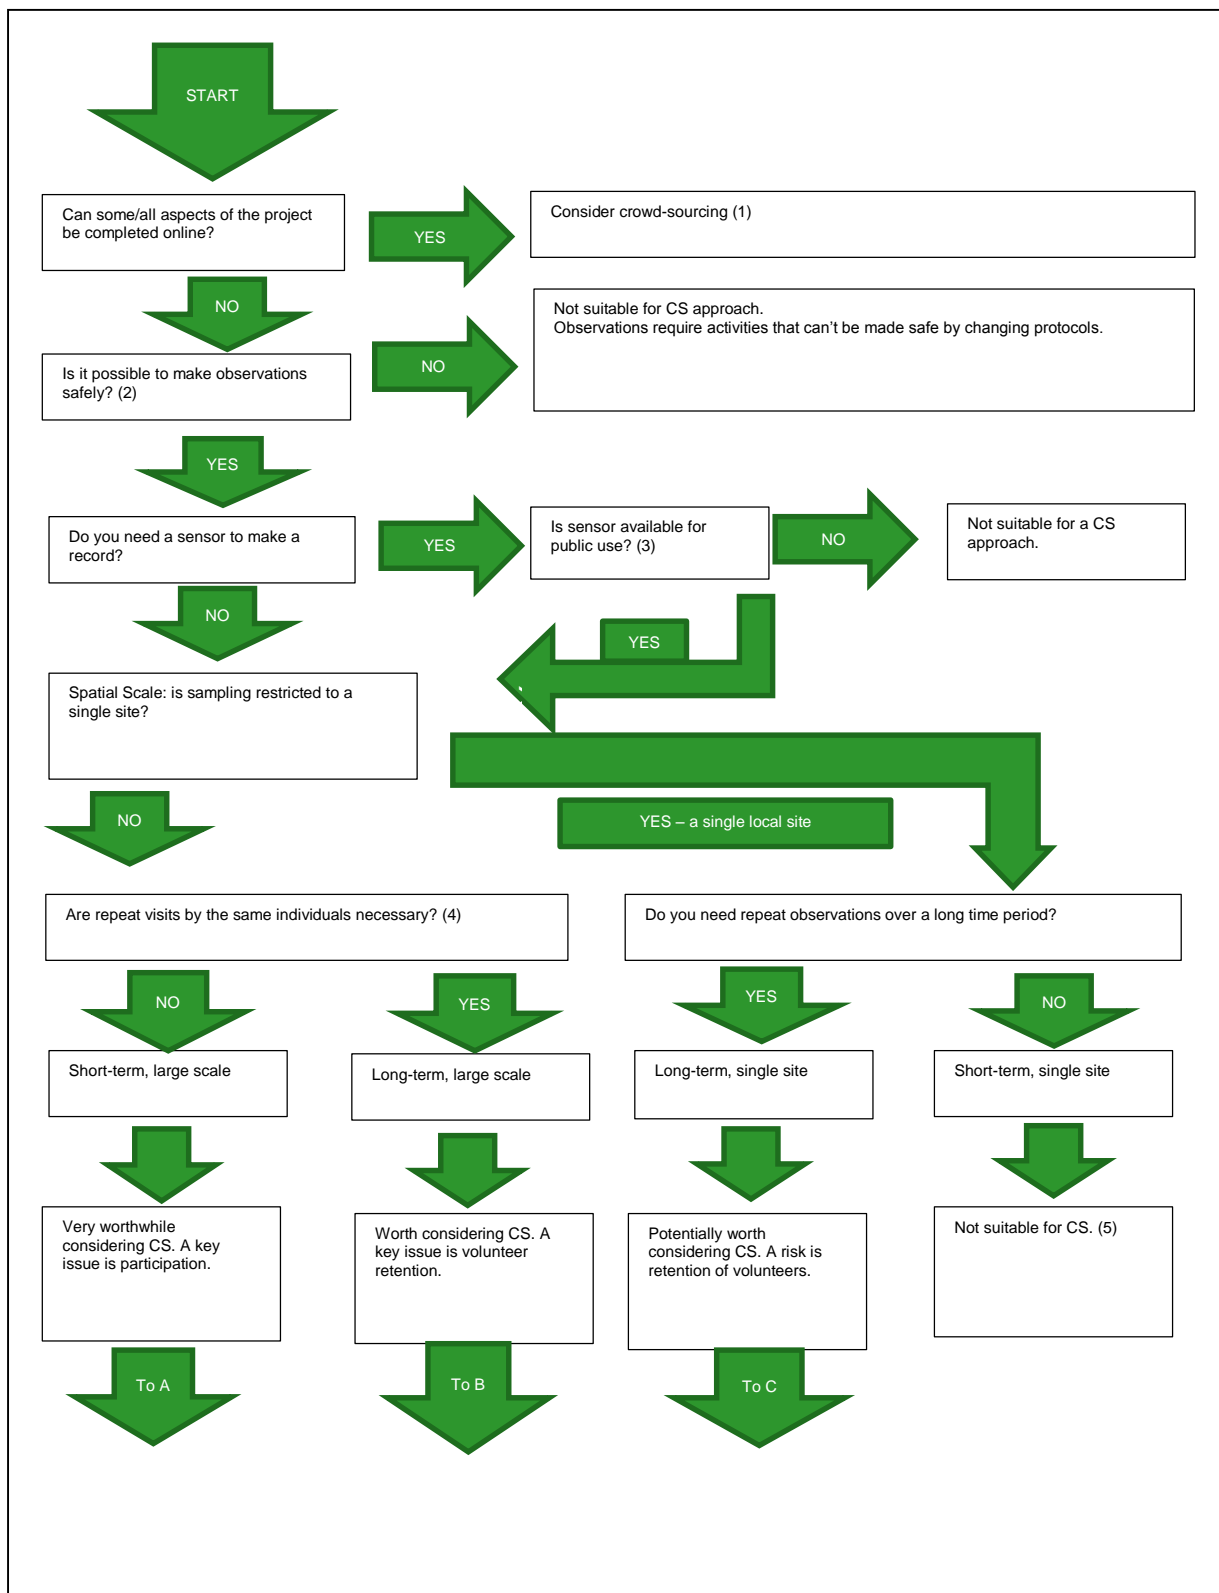 START
Can some/all aspects of the project
be completed online?
YES
Consider crowd-sourcing (1)
NO
Is it possible to make observations
safely? (2)
NO
Not suitable for CS approach.
Observations require activities that can’t be made safe by changing protocols.
YES
Do you need a sensor to make a
record?
YES
Is sensor available for
public use? (3)
NO
Not suitable for a CS
approach.
NO
YES
Spatial Scale: is sampling restricted to a
single site?
NO
YES – a single local site
Are repeat visits by the same individuals necessary? (4)
Do you need repeat observations over a long time period?
NO
YES
YES
NO
Short-term, large scale
Long-term, large scale
Long-term, single site
Short-term, single site
Very worthwhile
considering CS. A key
issue is participation.
Worth considering CS. A
key issue is volunteer
retention.
Potentially worth
considering CS. A risk is
retention of volunteers.
Not suitable for CS. (5)
To A
To B
To C